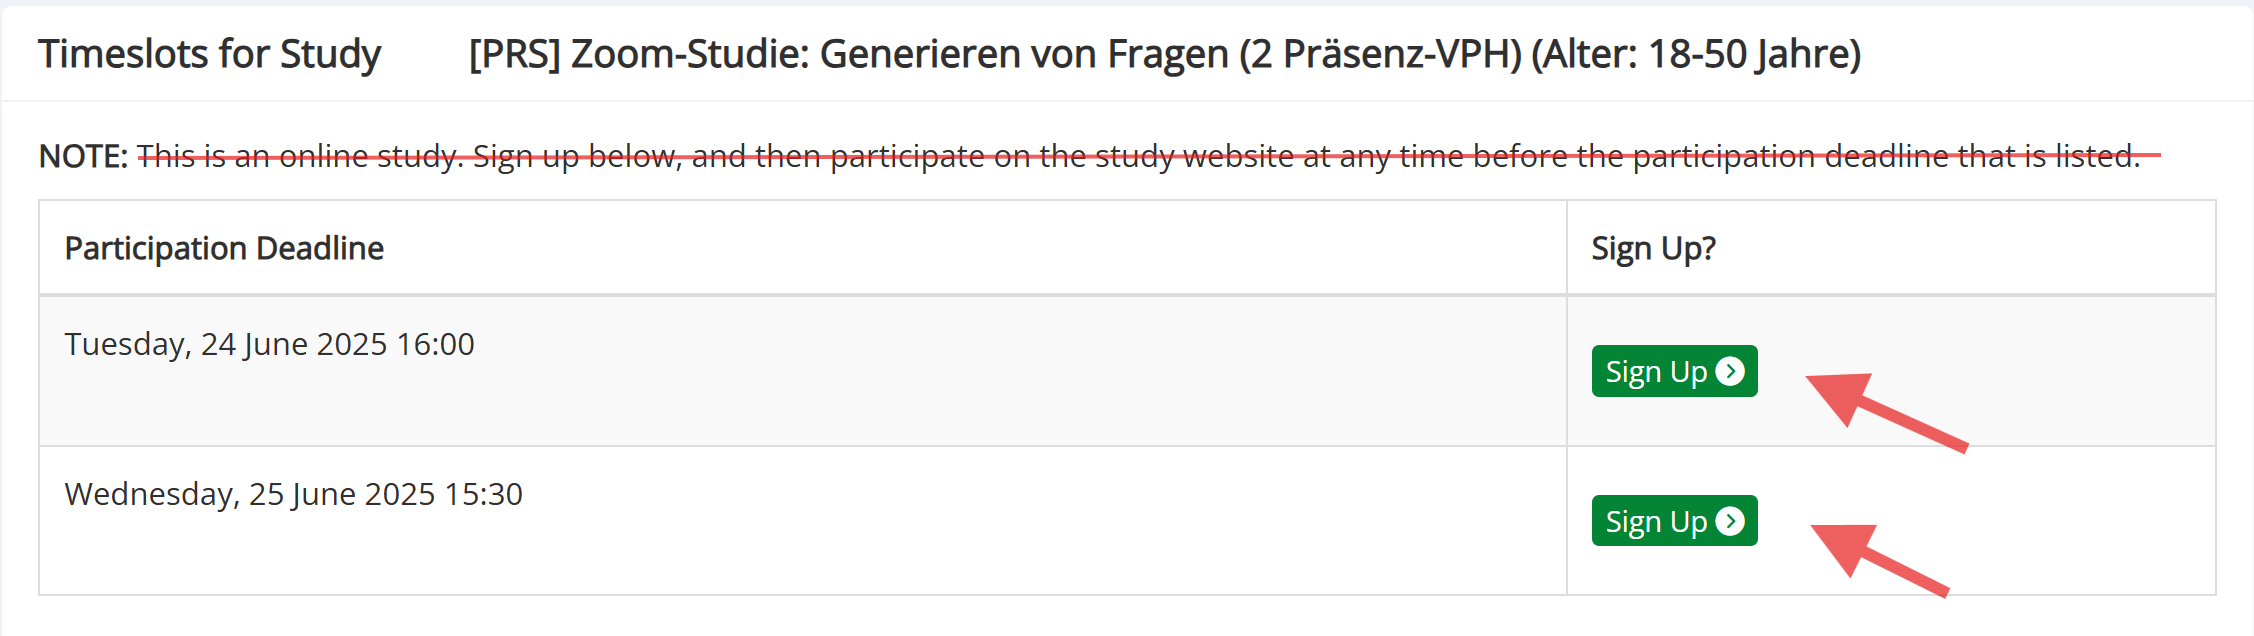 Timeslots for Study [PRS] Zoom-Studie: Generieren von Fragen (2 Präsenz-VPH) (Alter: 18-50 Jahre)
NOTE: This is an online study. Sign up below, and then participate on the study website at any time before the participation deadline that is listed.
Participation Deadline Sign Up?
Tuesday, 24 June 2025 16:00
Sign Up
Wednesday, 25 June 2025 15:30
Sign Up